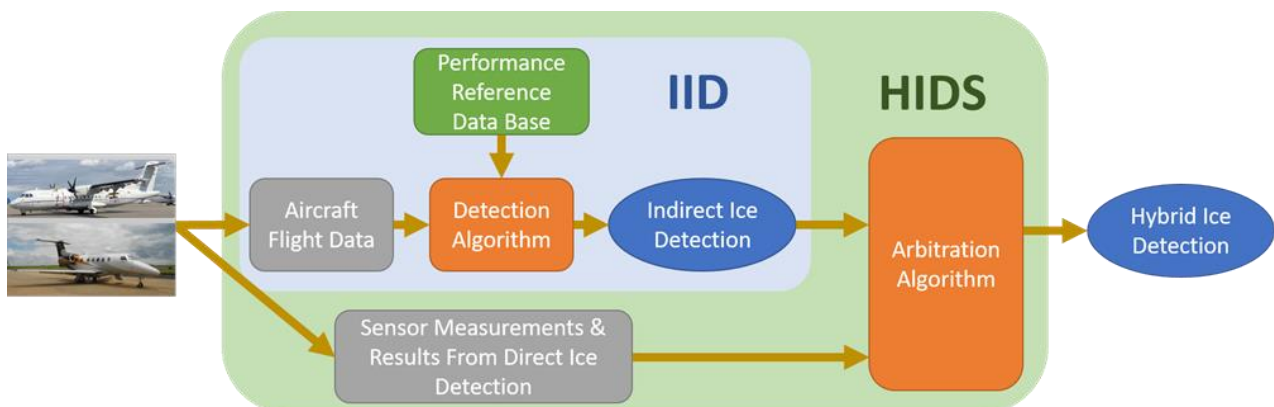 Performance
Reference
Data Base
IID
HIDS
Aircraft
Flight Data
Detection
Algorithm
Indirect Ice
Detection
Arbitration
Algorithm
Hybrid Ice
Detection
Sensor Measurements &
Results From Direct Ice
Detection